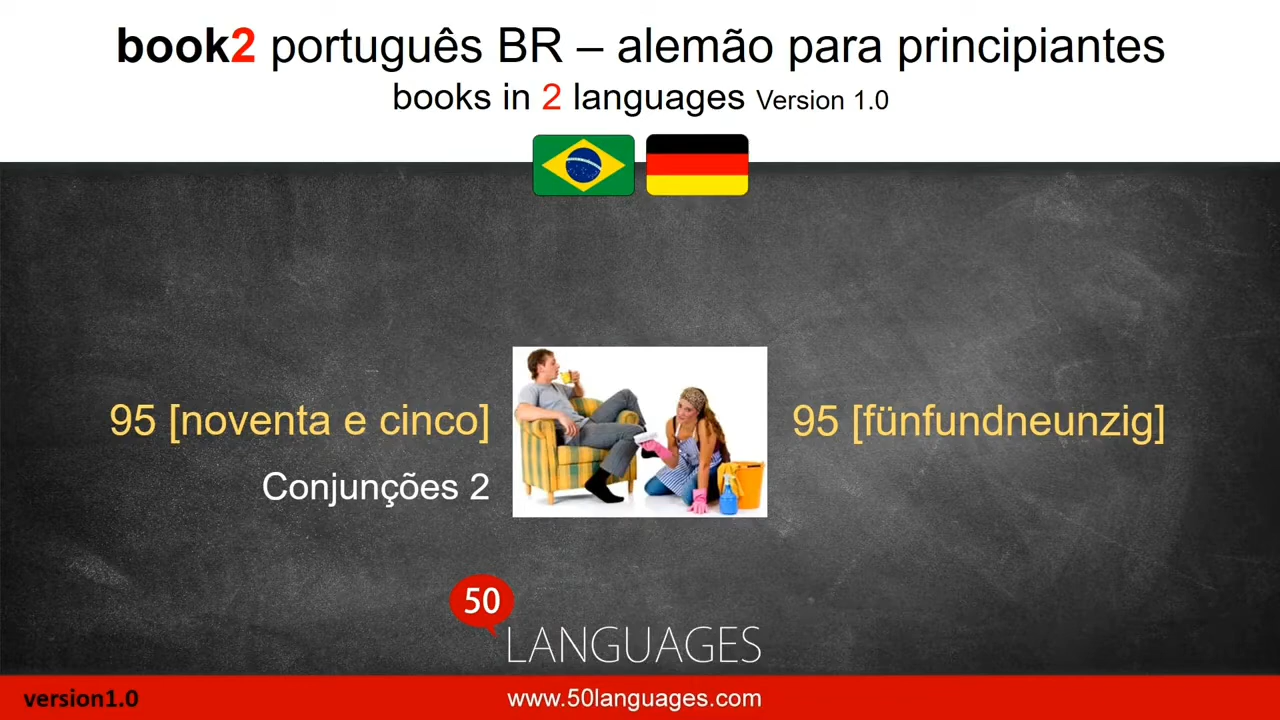 book2 português BR – alemão para principiantes
books in 2 languages Version 1.0
95 [noventa e cinco]
95 [fünfundneunzig]
Conjunções 2
50
LANGUAGES
version1.0
www.50languages.com